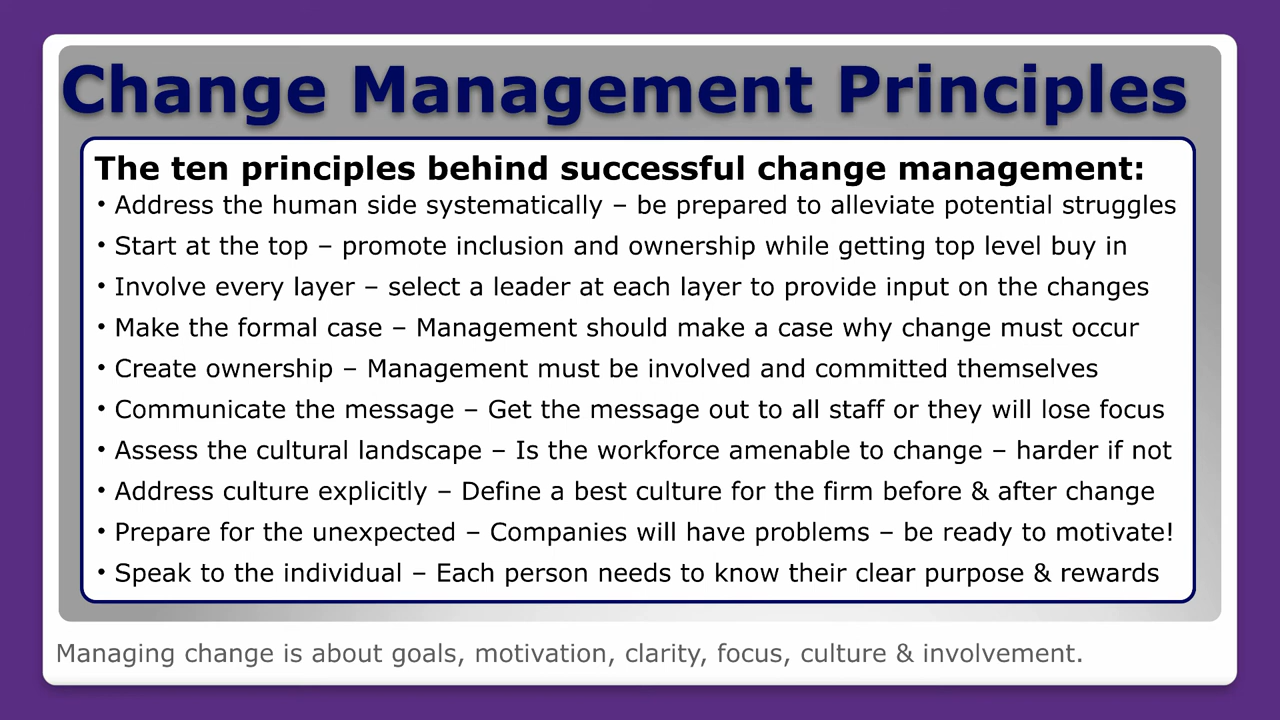 Change Management Principles
The ten principles behind successful change management:
• Address the human side systematically – be prepared to alleviate potential struggles
• Start at the top – promote inclusion and ownership while getting top level buy in
• Involve every layer – select a leader at each layer to provide input on the changes
• Make the formal case – Management should make a case why change must occur
• Create ownership – Management must be involved and committed themselves
• Communicate the message – Get the message out to all staff or they will lose focus
• Assess the cultural landscape – Is the workforce amenable to change – harder if not
• Address culture explicitly – Define a best culture for the firm before & after change
• Prepare for the unexpected – Companies will have problems – be ready to motivate!
• Speak to the individual – Each person needs to know their clear purpose & rewards
Managing change is about goals, motivation, clarity, focus, culture & involvement.